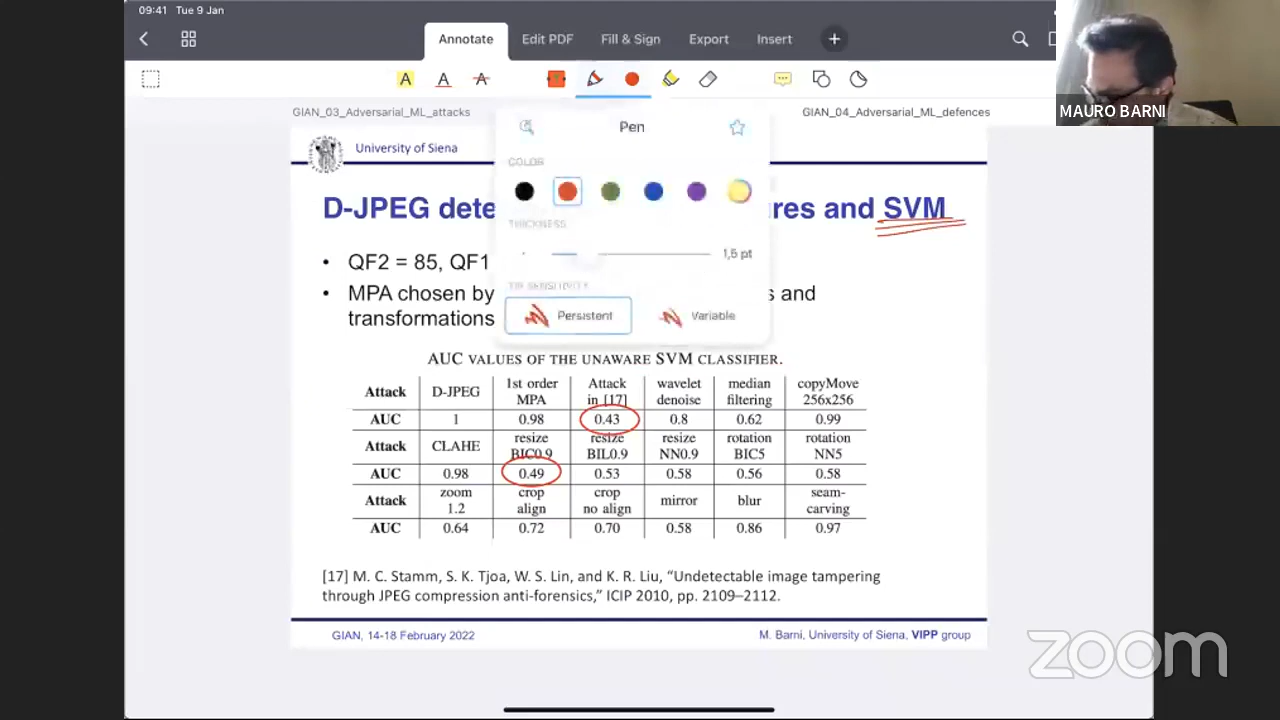 09:41 Tue 9 Jan
Annotate Edit PDF Fill & Sign Export Insert +
MAURO BARNI
GIAN_03_Adversarial_ML_attacks GIAN_04_Adversarial_ML_defences
Pen
COLOR
THICKNESS
1,5 pt
TIP SENSITIVITY
Persistent Variable
University of Siena
D-JPEG dete res and SVM
• QF2 = 85, QF1
• MPA chosen by s and
transformations
AUC VALUES OF THE UNAWARE SVM CLASSIFIER.
Attack D-JPEG 1st order MPA Attack in [17] wavelet denoise median filtering copyMove 256x256
AUC 1 0.98 0.43 0.8 0.62 0.99
Attack CLAHE resize BIC0.9 resize BIL0.9 resize NN0.9 rotation BIC5 rotation NN5
AUC 0.98 0.49 0.53 0.58 0.56 0.58
Attack zoom 1.2 crop align crop no align mirror blur seam-carving
AUC 0.64 0.72 0.70 0.58 0.86 0.97
[17] M. C. Stamm, S. K. Tjoa, W. S. Lin, and K. R. Liu, “Undetectable image tampering
through JPEG compression anti-forensics,” ICIP 2010, pp. 2109–2112.
GIAN, 14-18 February 2022 M. Barni, University of Siena, VIPP group
zoom